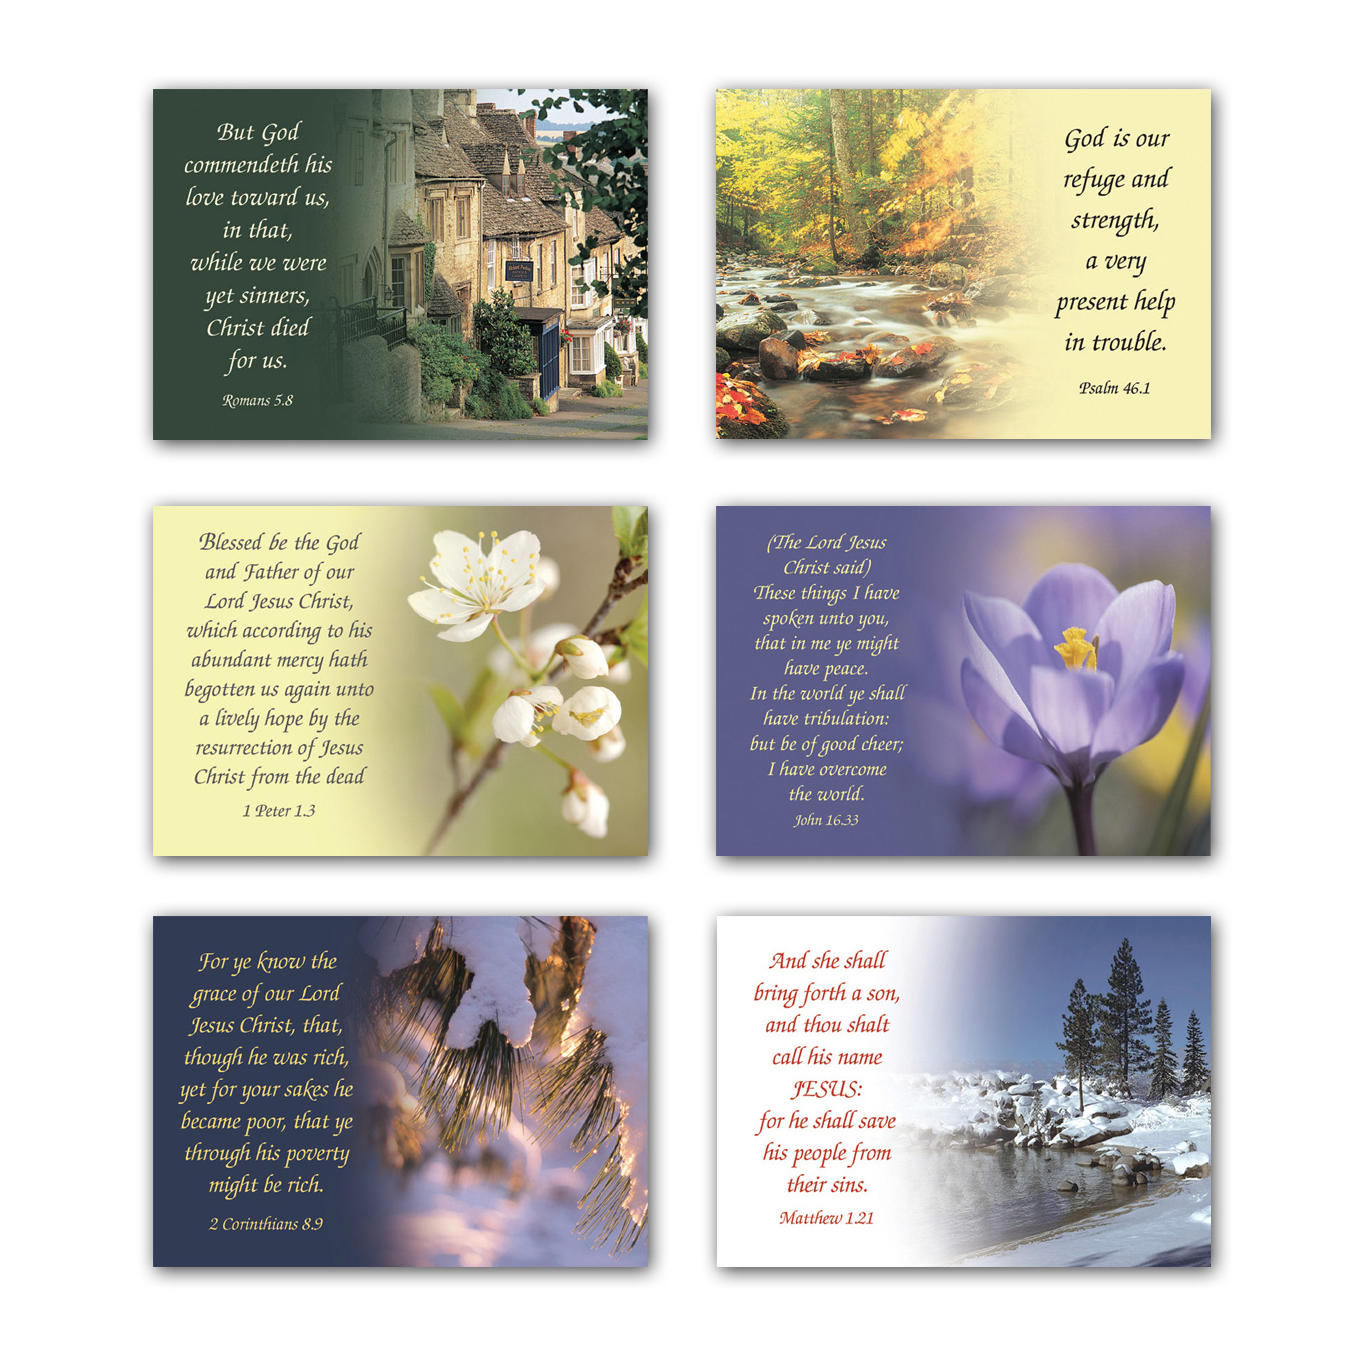 But God
commendeth his
love toward us,
in that,
while we were
yet sinners,
Christ died
for us.
Romans 5.8
God is our
refuge and
strength,
a very
present help
in trouble.
Psalm 46.1
Blessed be the God
and Father of our
Lord Jesus Christ,
which according to his
abundant mercy hath
begotten us again unto
a lively hope by the
resurrection of Jesus
Christ from the dead
1 Peter 1.3
(The Lord Jesus
Christ said)
These things I have
spoken unto you,
that in me ye might
have peace.
In the world ye shall
have tribulation:
but be of good cheer;
I have overcome
the world.
John 16.33
For ye know the
grace of our Lord
Jesus Christ, that,
though he was rich,
yet for your sakes he
became poor, that ye
through his poverty
might be rich.
2 Corinthians 8.9
And she shall
bring forth a son,
and thou shalt
call his name
JESUS:
for he shall save
his people from
their sins.
Matthew 1.21